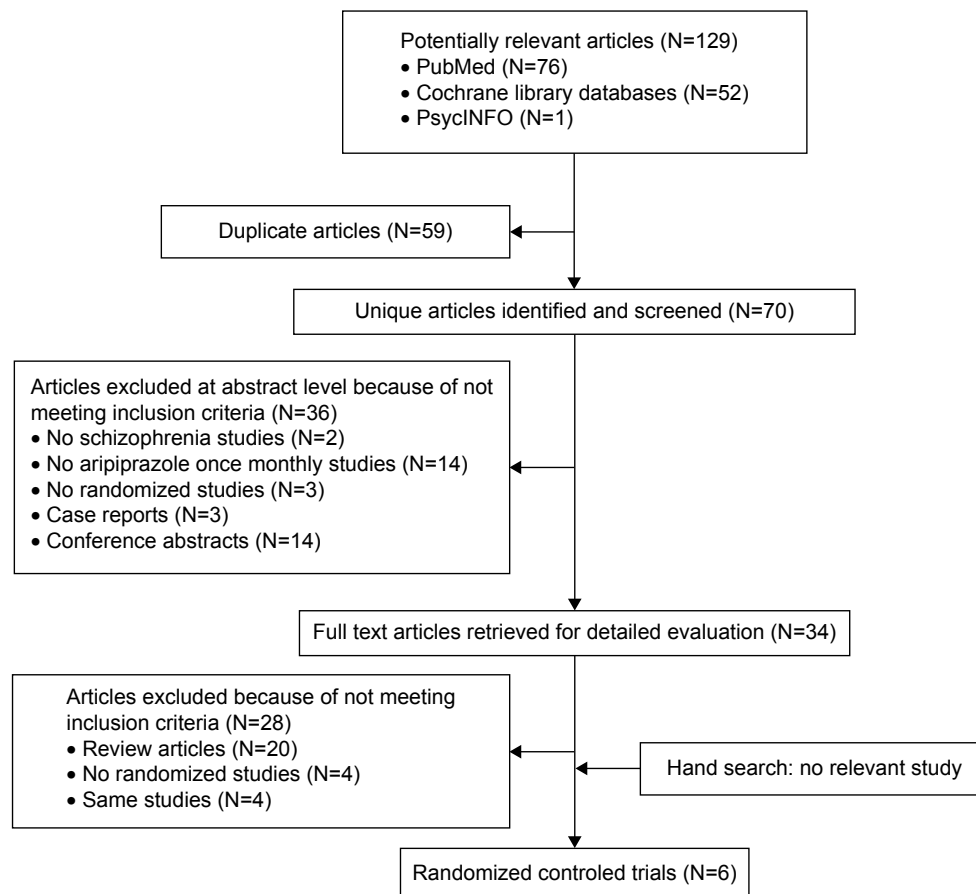 Potentially relevant articles (N=129)
• PubMed (N=76)
• Cochrane library databases (N=52)
• PsycINFO (N=1)
Duplicate articles (N=59)
Unique articles identified and screened (N=70)
Articles excluded at abstract level because of not
meeting inclusion criteria (N=36)
• No schizophrenia studies (N=2)
• No aripiprazole once monthly studies (N=14)
• No randomized studies (N=3)
• Case reports (N=3)
• Conference abstracts (N=14)
Full text articles retrieved for detailed evaluation (N=34)
Articles excluded because of not meeting
inclusion criteria (N=28)
• Review articles (N=20)
• No randomized studies (N=4)
• Same studies (N=4)
Hand search: no relevant study
Randomized controled trials (N=6)